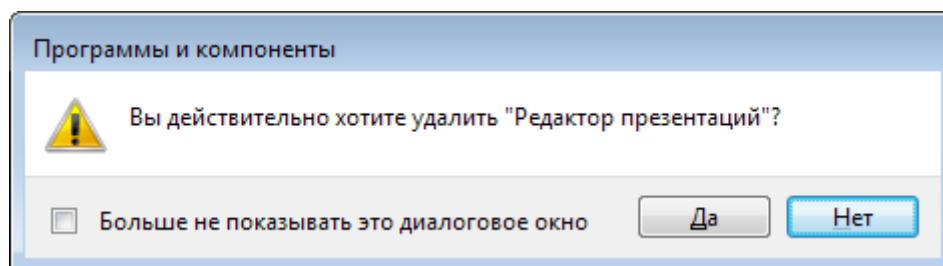 Программы и компоненты
Вы действительно хотите удалить "Редактор презентаций"?
Больше не показывать это диалоговое окно
Да
Нет